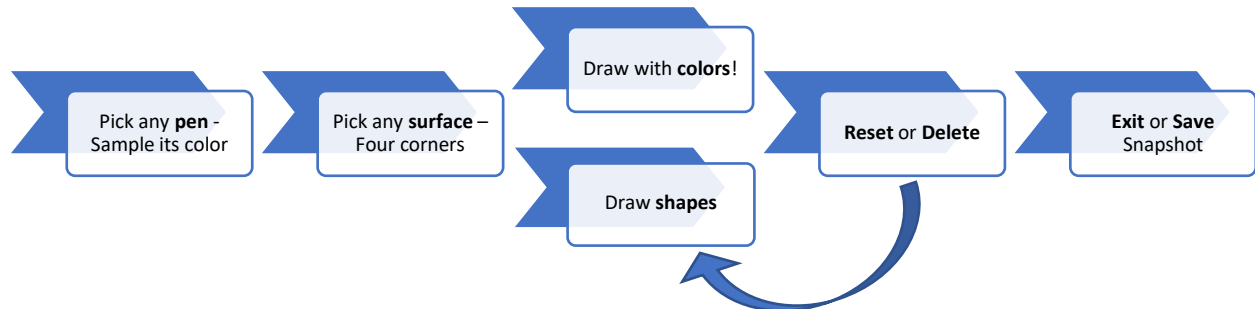 Pick any pen -
Sample its color
Pick any surface –
Four corners
Draw with colors!
Draw shapes
Reset or Delete
Exit or Save
Snapshot